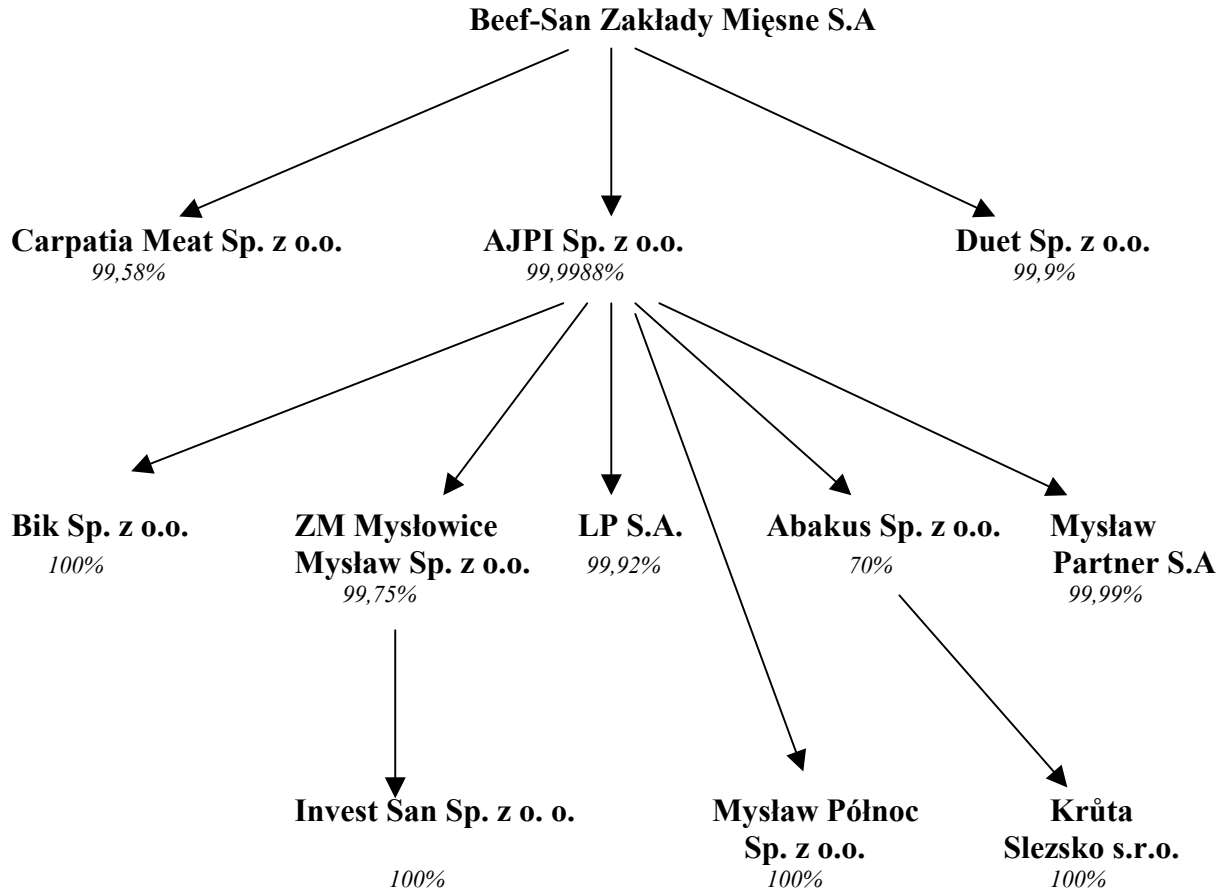 Beef-San Zakłady Mięsne S.A
Carpatia Meat Sp. z o.o.
99,58%
AJPI Sp. z o.o.
99,9988%
Duet Sp. z o.o.
99,9%
Bik Sp. z o.o.
100%
ZM Mysłowice
Mysław Sp. z o.o.
99,75%
LP S.A.
99,92%
Abakus Sp. z o.o.
70%
Mysław
Partner S.A
99,99%
Invest San Sp. z o. o.
100%
Mysław Północ
Sp. z o.o.
100%
Krůta
Slezsko s.r.o.
100%